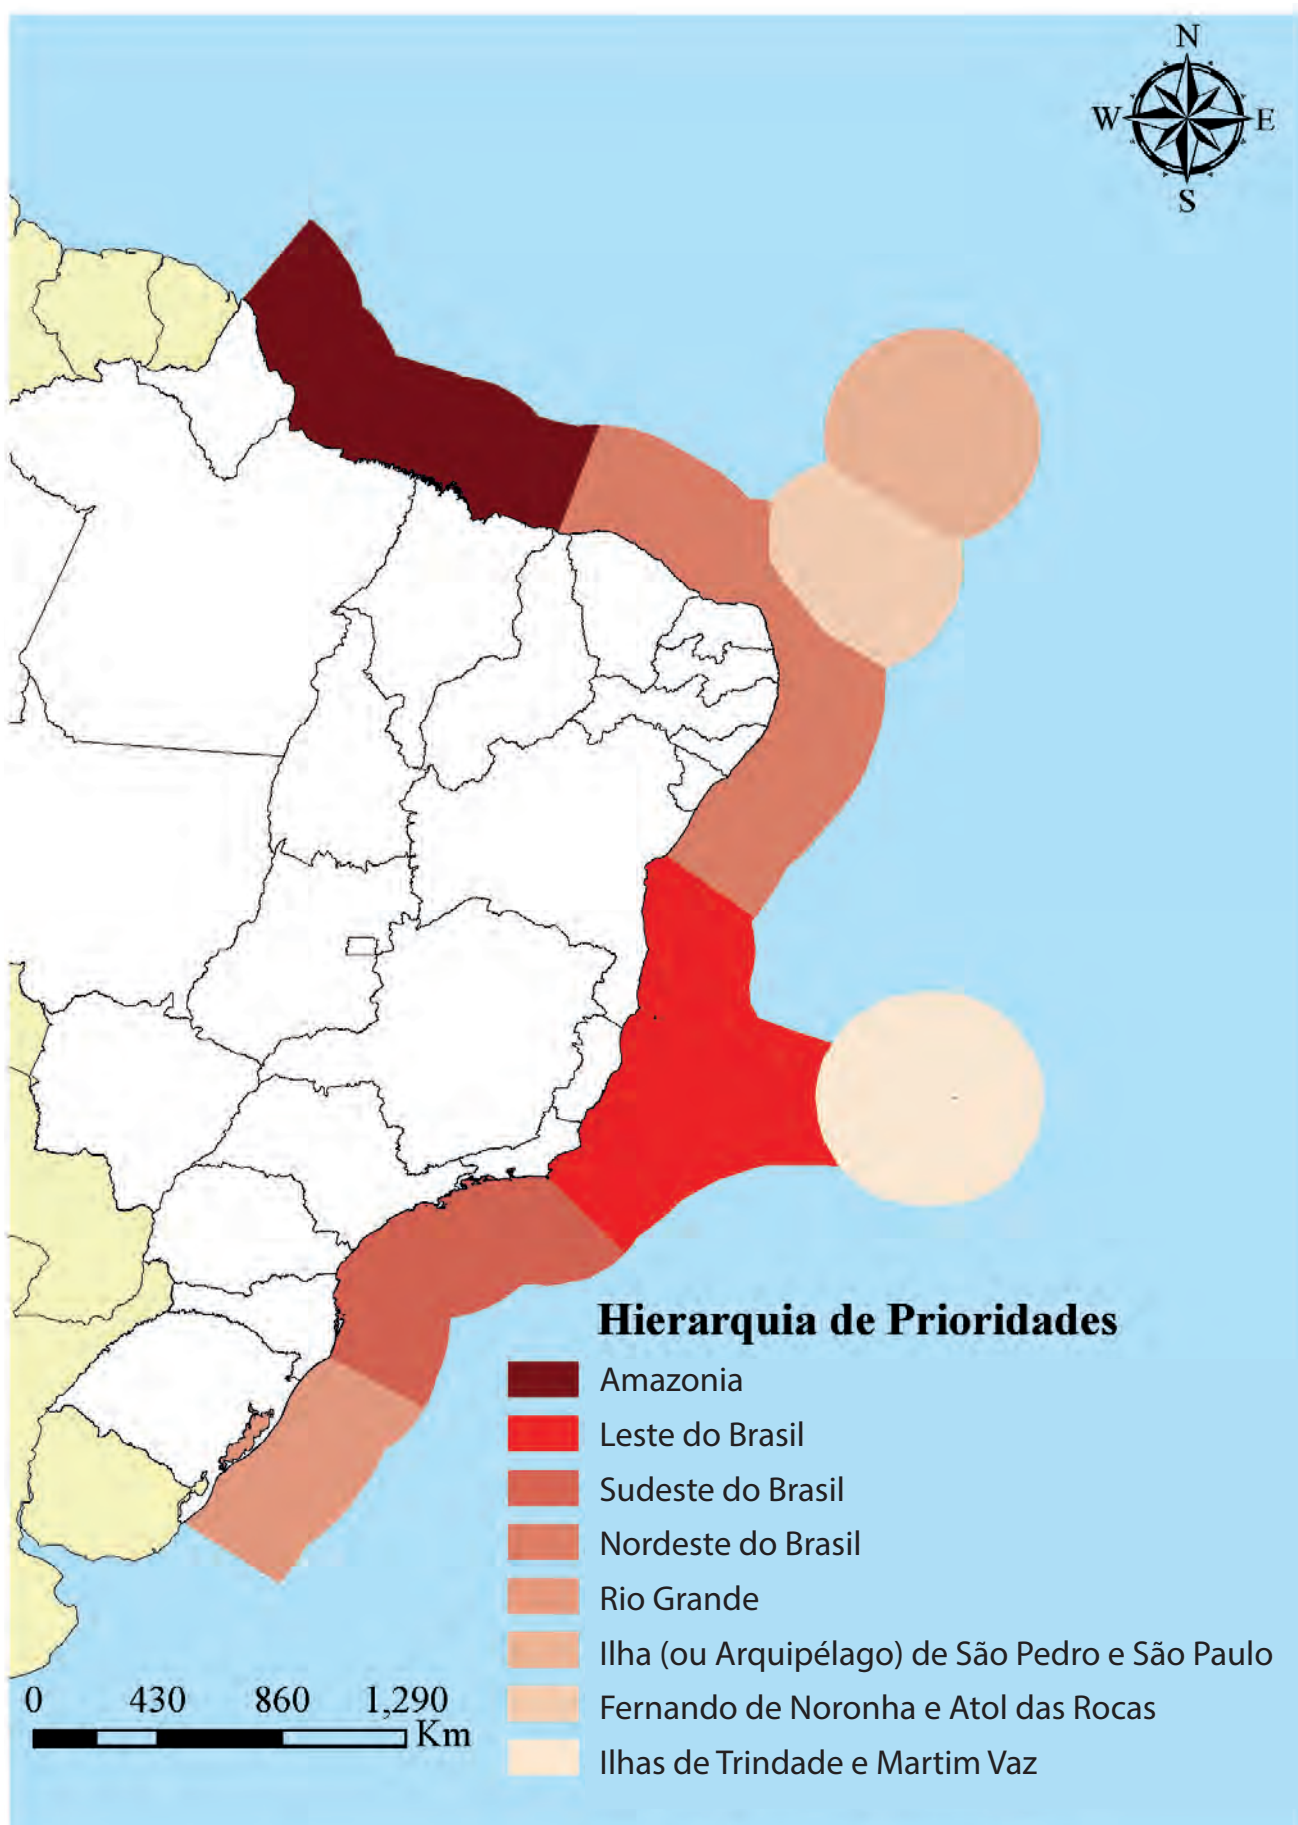 N
W E
S
Hierarquia de Prioridades
Amazonia
Leste do Brasil
Sudeste do Brasil
Nordeste do Brasil
Rio Grande
Ilha (ou Arquipélago) de São Pedro e São Paulo
Fernando de Noronha e Atol das Rocas
Ilhas de Trindade e Martim Vaz
0 430 860 1,290
Km